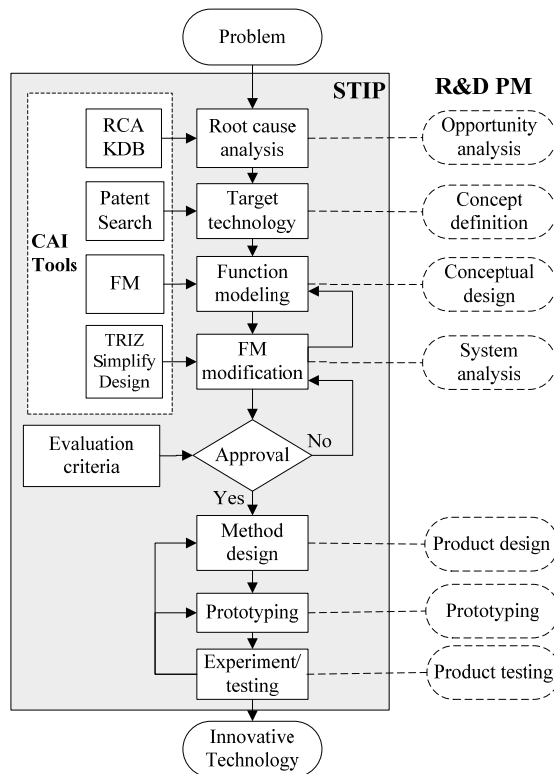 Problem
STIP
R&D PM
RCA
KDB
Root cause
analysis
Opportunity
analysis
Patent
Search
Target
technology
Concept
definition
CAI
Tools
FM
Function
modeling
Conceptual
design
TRIZ
Simplify
Design
FM
modification
System
analysis
Evaluation
criteria
Approval
No
Yes
Method
design
Product design
Prototyping
Prototyping
Experiment/
testing
Product testing
Innovative
Technology